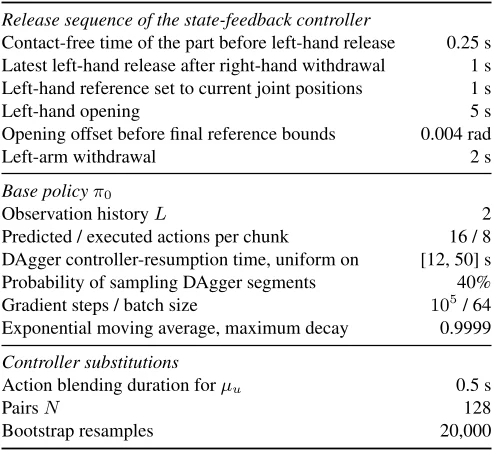 Release sequence of the state-feedback controller
Contact-free time of the part before left-hand release 0.25 s
Latest left-hand release after right-hand withdrawal 1 s
Left-hand reference set to current joint positions 1 s
Left-hand opening 5 s
Opening offset before final reference bounds 0.004 rad
Left-arm withdrawal 2 s
Base policy π₀
Observation history L 2
Predicted / executed actions per chunk 16 / 8
DAgger controller-resumption time, uniform on [12, 50] s
Probability of sampling DAgger segments 40%
Gradient steps / batch size 10⁵ / 64
Exponential moving average, maximum decay 0.9999
Controller substitutions
Action blending duration for μᵤ 0.5 s
Pairs N 128
Bootstrap resamples 20,000